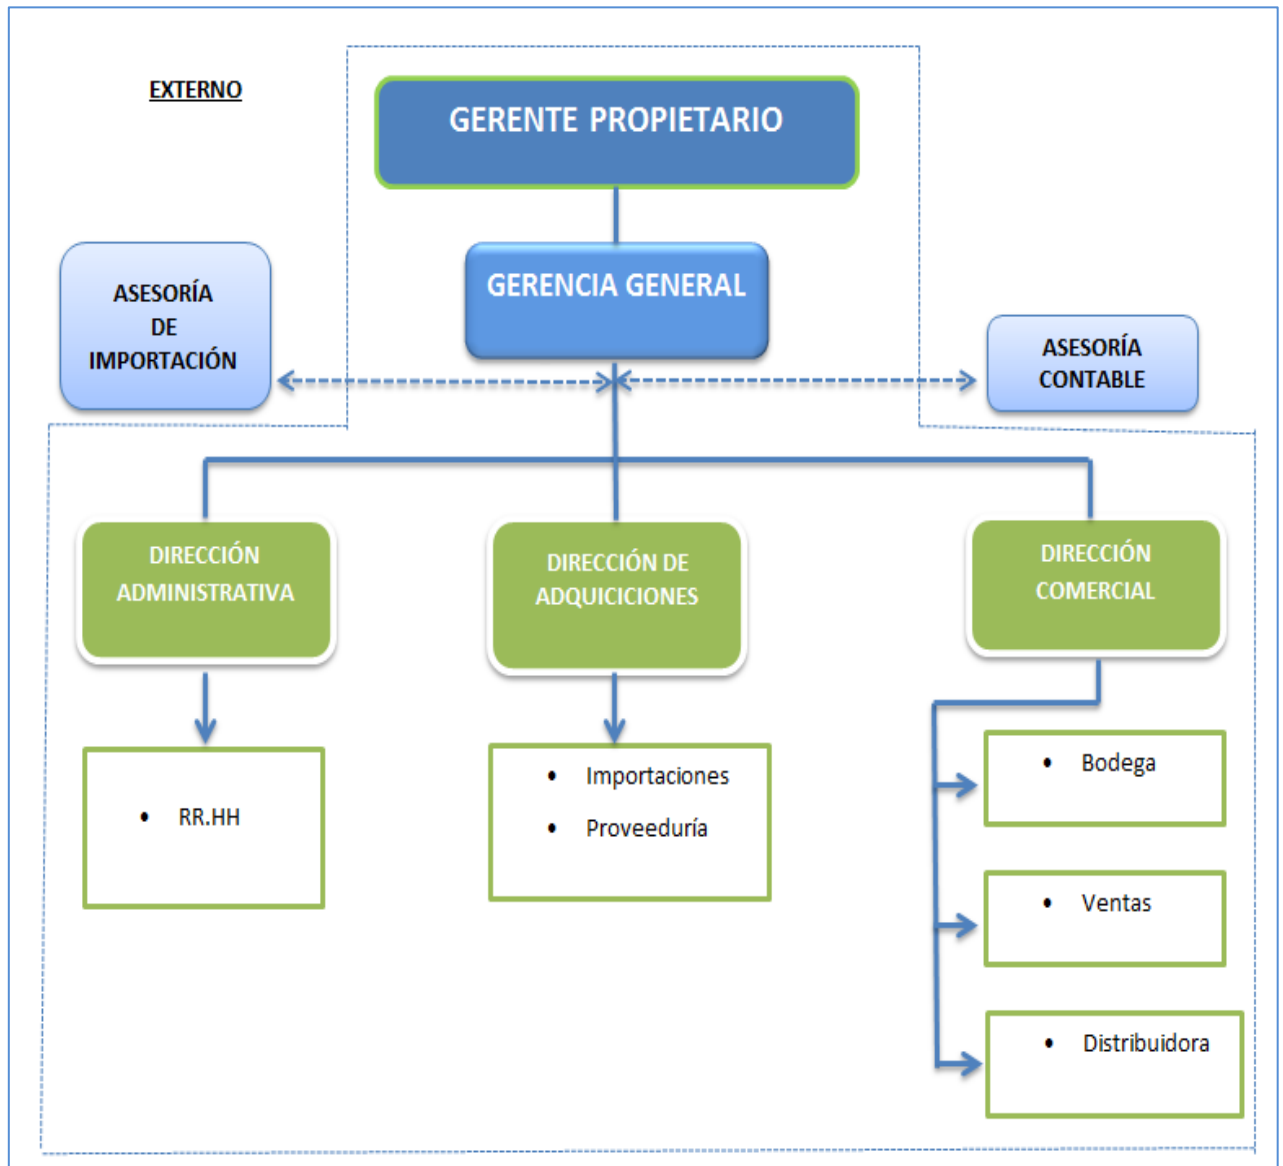 EXTERNO
GERENTE PROPIETARIO
GERENCIA GENERAL
ASESORÍA
DE
IMPORTACIÓN
ASESORÍA
CONTABLE
DIRECCIÓN
ADMINISTRATIVA
DIRECCIÓN DE
ADQUICICIONES
DIRECCIÓN
COMERCIAL
• RR.HH
• Importaciones
• Proveeduría
• Bodega
• Ventas
• Distribuidora